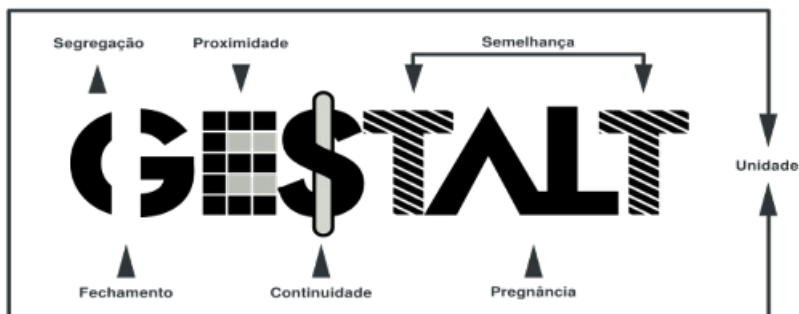 Segregação Proximidade Semelhança
GESTALT
Unidade
Fechamento Continuidade Pregnância